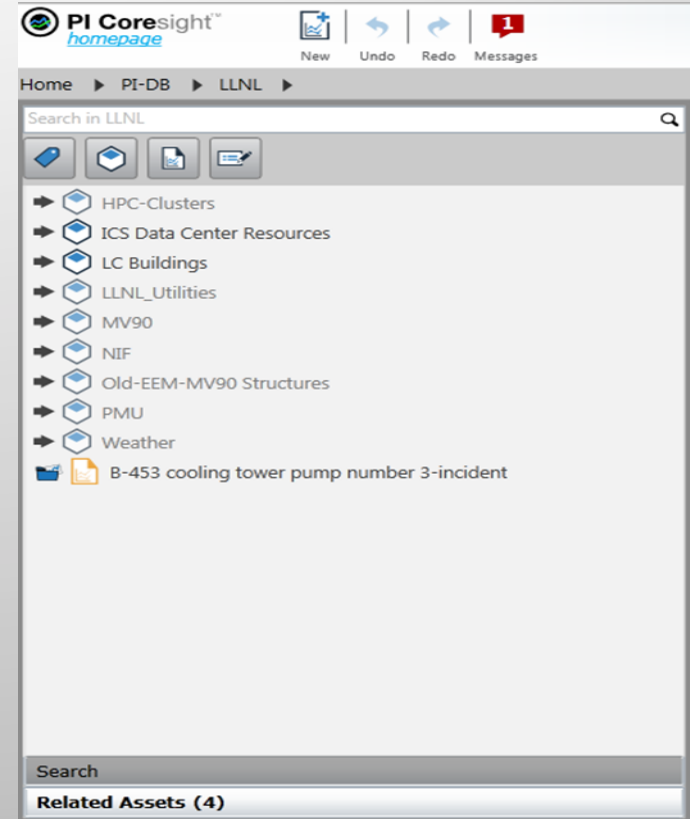 PI Coresight™
homepage
New
Undo
Redo
1
Messages
Home PI-DB LLNL
Search in LLNL
HPC-Clusters
ICS Data Center Resources
LC Buildings
LLNL_Utilities
MV90
NIF
Old-EEM-MV90 Structures
PMU
Weather
B-453 cooling tower pump number 3-incident
Search
Related Assets (4)